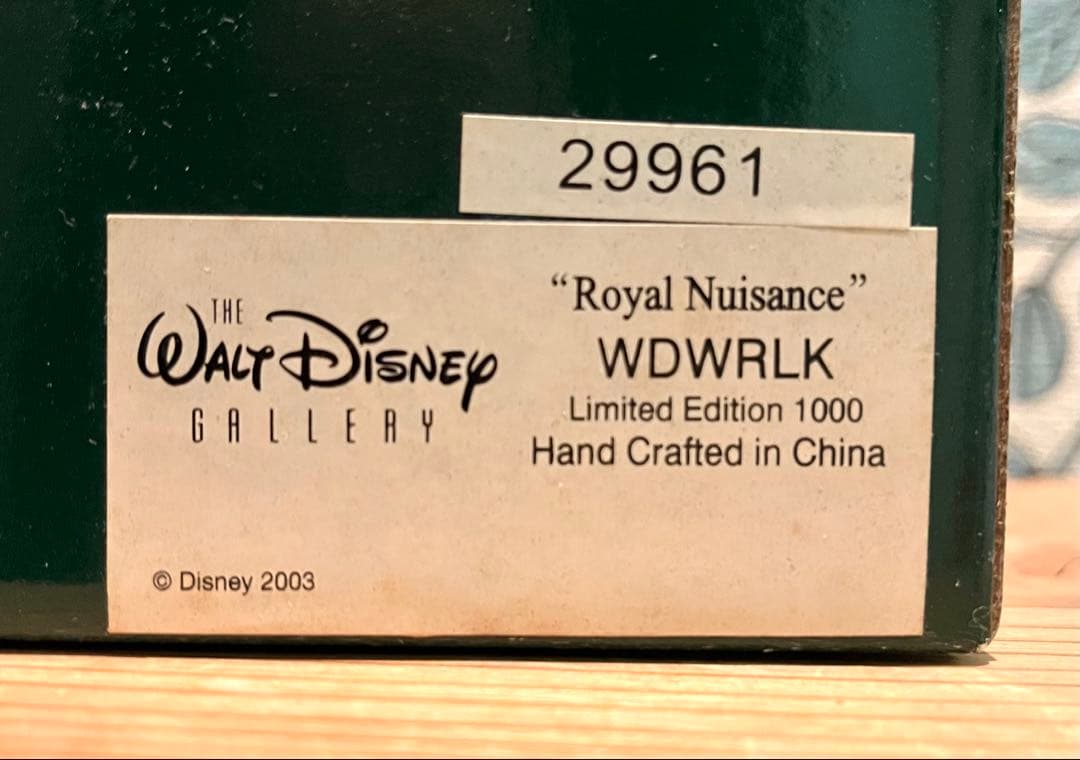 29961
THE
WALT DISNEY
GALLERY
“Royal Nuisance”
WDWRLK
Limited Edition 1000
Hand Crafted in China
© Disney 2003